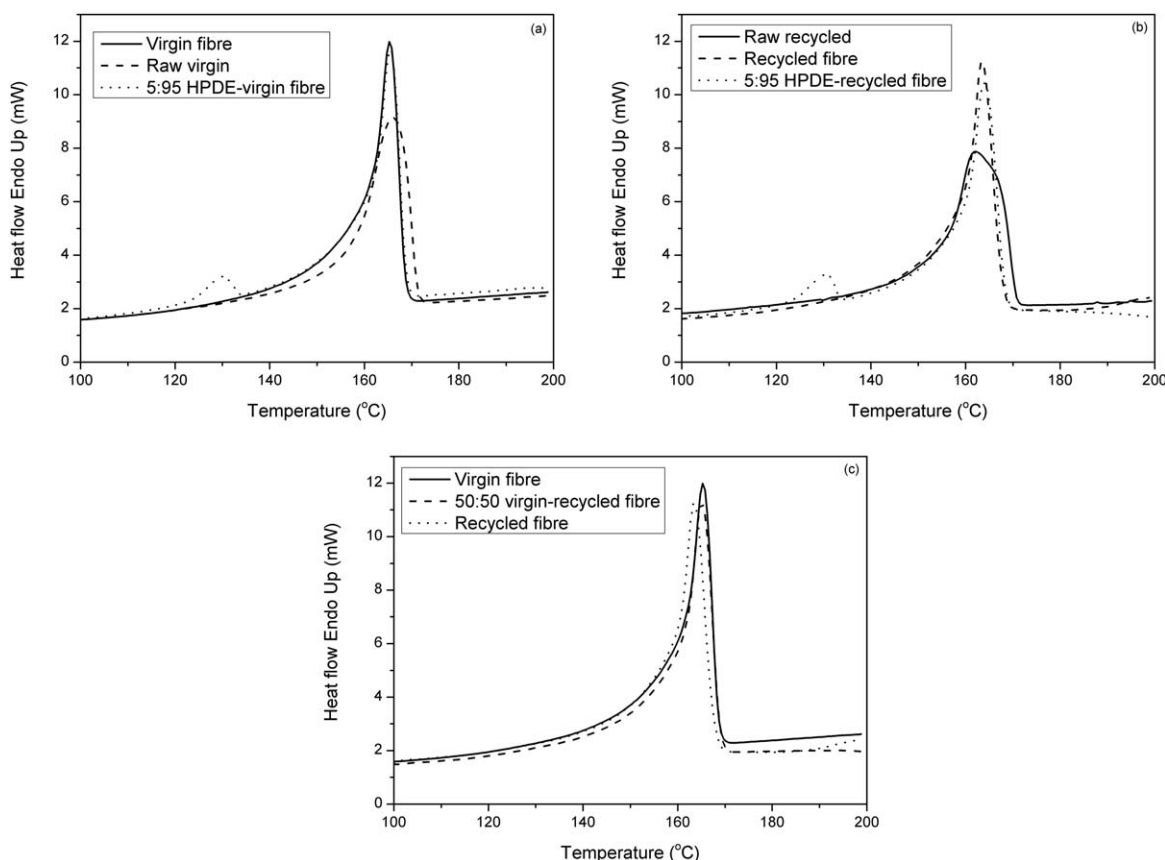 (a)
Virgin fibre
Raw virgin
5:95 HPDE-virgin fibre
Heat flow Endo Up (mW)
12
10
8
6
4
2
0
100 120 140 160 180 200
Temperature (°C)
(b)
Raw recycled
Recycled fibre
5:95 HPDE-recycled fibre
Heat flow Endo Up (mW)
12
10
8
6
4
2
0
100 120 140 160 180 200
Temperature (°C)
(c)
Virgin fibre
50:50 virgin-recycled fibre
Recycled fibre
Heat flow Endo Up (mW)
12
10
8
6
4
2
0
100 120 140 160 180 200
Temperature (°C)